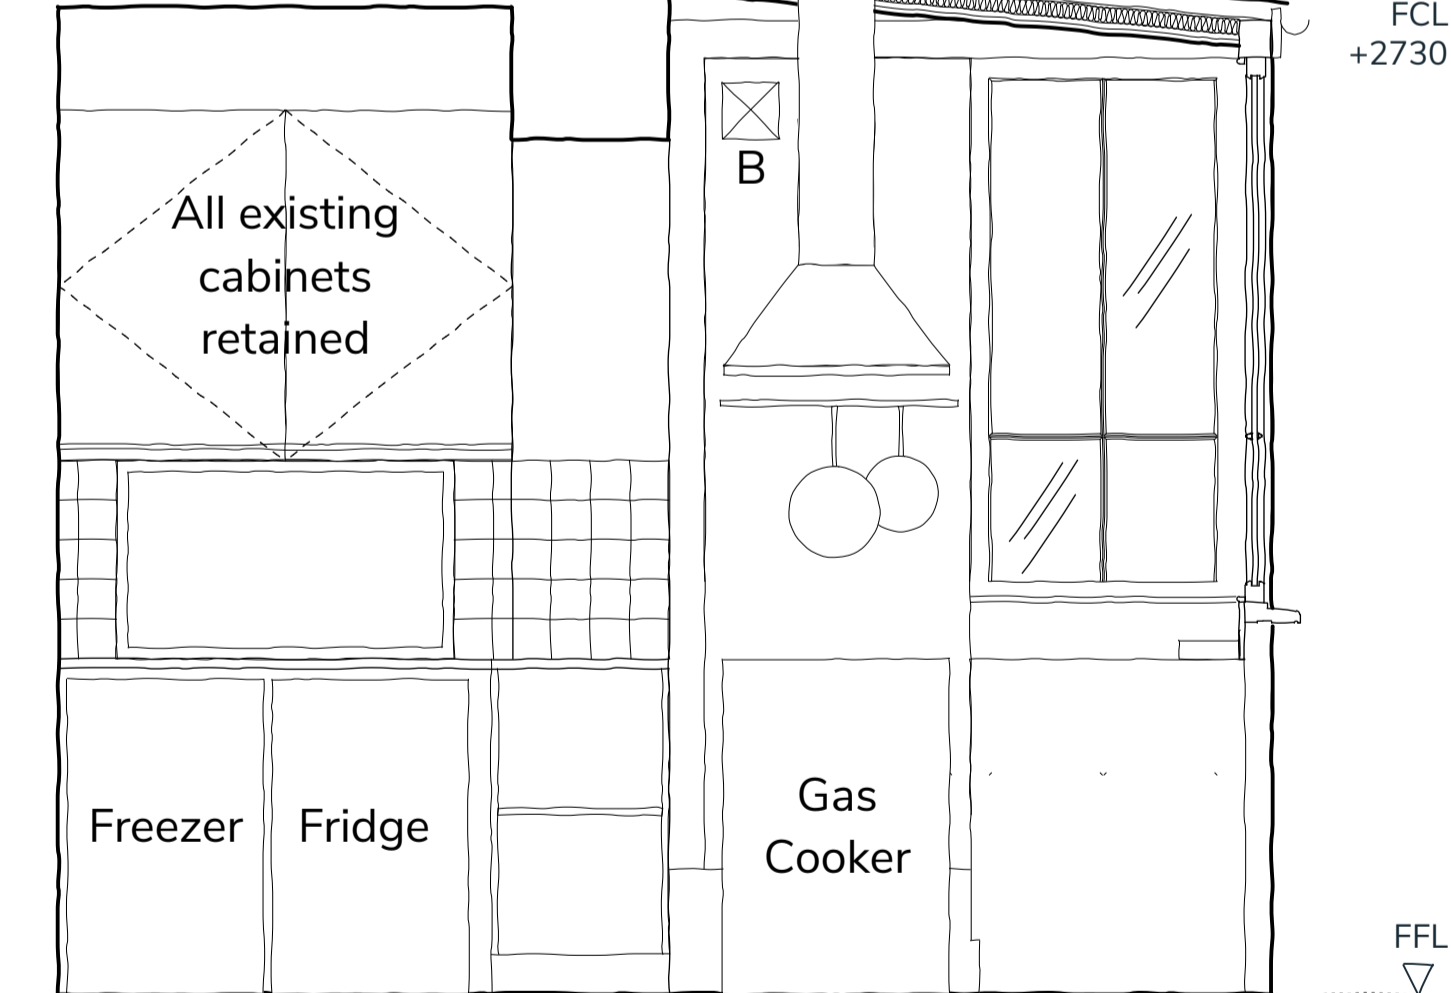 FCL
+2730
B
All existing
cabinets
retained
Freezer
Fridge
Gas
Cooker
FFL